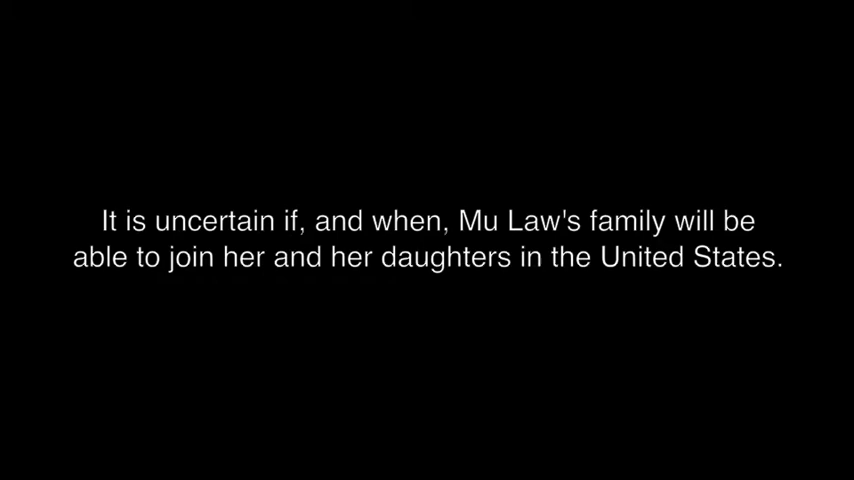 It is uncertain if, and when, Mu Law's family will be
able to join her and her daughters in the United States.